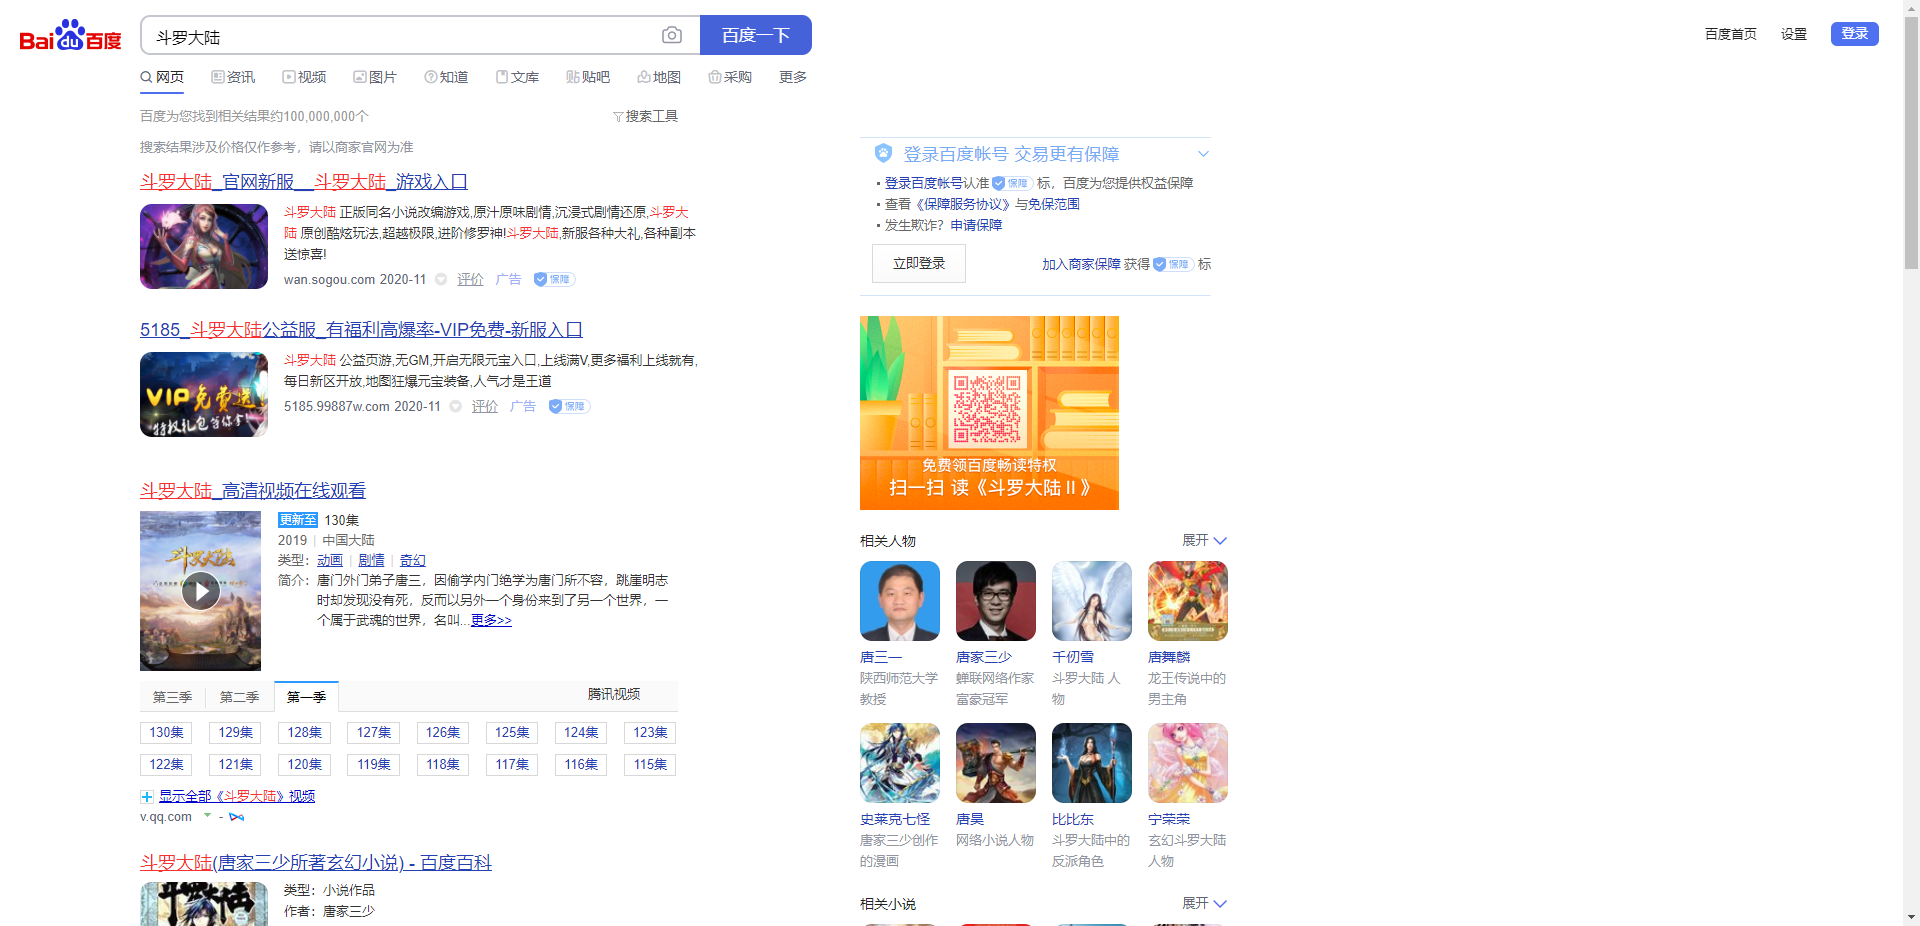 Bai du 百度
斗罗大陆
百度一下
百度首页 设置 登录
网页 资讯 视频 图片 知道 文库 贴吧 地图 采购 更多
百度为您找到相关结果约100,000,000个
搜索工具
搜索结果涉及价格仅作参考，请以商家官网为准
斗罗大陆_官网新服__斗罗大陆_游戏入口
斗罗大陆 正版同名小说改编游戏,原汁原味剧情,沉浸式剧情还原,斗罗大
陆 原创酷炫玩法,超越极限,进阶修罗神!斗罗大陆,新服各种大礼,各种副本
送惊喜!
wan.sogou.com 2020-11 评价 广告 保障
5185_斗罗大陆公益服_有福利高爆率-VIP免费-新服入口
VIP免费送
特权礼包等你拿!
斗罗大陆 公益页游,无GM,开启无限元宝入口,上线满V,更多福利上线就有,
每日新区开放,地图狂爆元宝装备,人气才是王道
5185.99887w.com 2020-11 评价 广告 保障
斗罗大陆_高清视频在线观看
斗罗大陆
更新至 130集
2019 | 中国大陆
类型： 动画 | 剧情 | 奇幻
简介： 唐门外门弟子唐三，因偷学内门绝学为唐门所不容，跳崖明志
时却发现没有死，反而以另外一个身份来到了另一个世界，一
个属于武魂的世界，名叫...更多>>
第三季 第二季 第一季 腾讯视频
130集 129集 128集 127集 126集 125集 124集 123集
122集 121集 120集 119集 118集 117集 116集 115集
显示全部《斗罗大陆》视频
v.qq.com -
斗罗大陆(唐家三少所著玄幻小说) - 百度百科
斗罗大陆
类型：小说作品
作者：唐家三少
登录百度帐号 交易更有保障
登录百度帐号认准 保障 标，百度为您提供权益保障
查看《保障服务协议》与免保范围
发生欺诈？申请保障
立即登录
加入商家保障 获得 保障 标
免费领百度畅读特权
扫一扫 读《斗罗大陆 II 》
相关人物 展开
唐三一 唐家三少 千仞雪 唐舞麟
陕西师范大学 蝉联网络作家 斗罗大陆 人 龙王传说中的
教授 富豪冠军 物 男主角
史莱克七怪 唐昊 比比东 宁荣荣
唐家三少创作 网络小说人物 斗罗大陆中的 玄幻斗罗大陆
的漫画 反派角色 人物
相关小说 展开